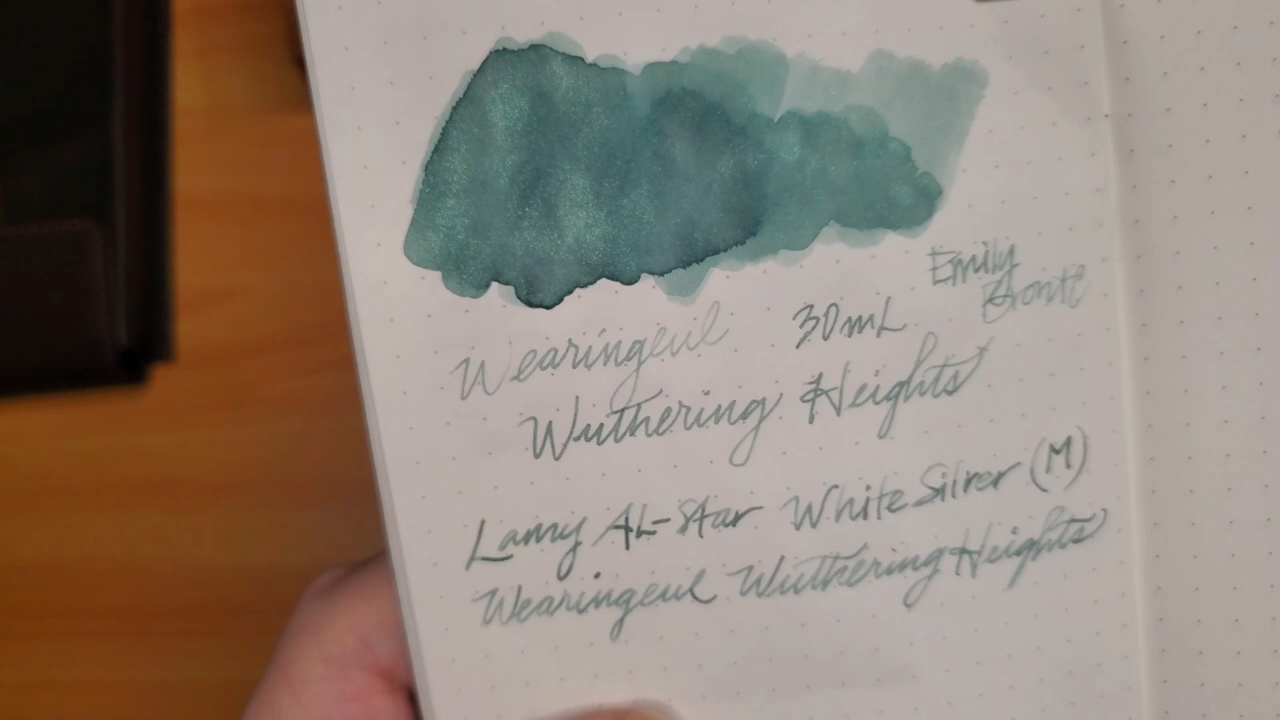 Emily
Bronte
Wearingeul 30mL
Wuthering Heights
Lamy AL-Star White Silver (M)
Wearingeul Wuthering Heights